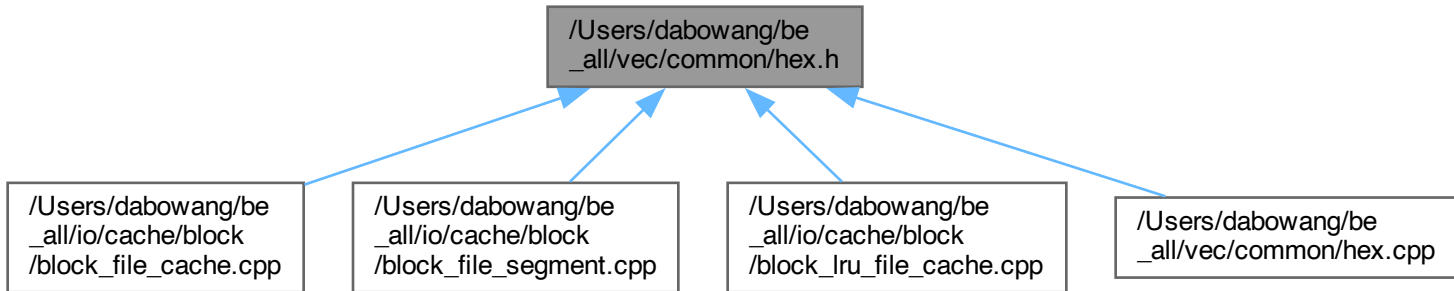 /Users/dabowang/be
_all/vec/common/hex.h
/Users/dabowang/be
_all/io/cache/block
/block_file_cache.cpp
/Users/dabowang/be
_all/io/cache/block
/block_file_segment.cpp
/Users/dabowang/be
_all/io/cache/block
/block_lru_file_cache.cpp
/Users/dabowang/be
_all/vec/common/hex.cpp